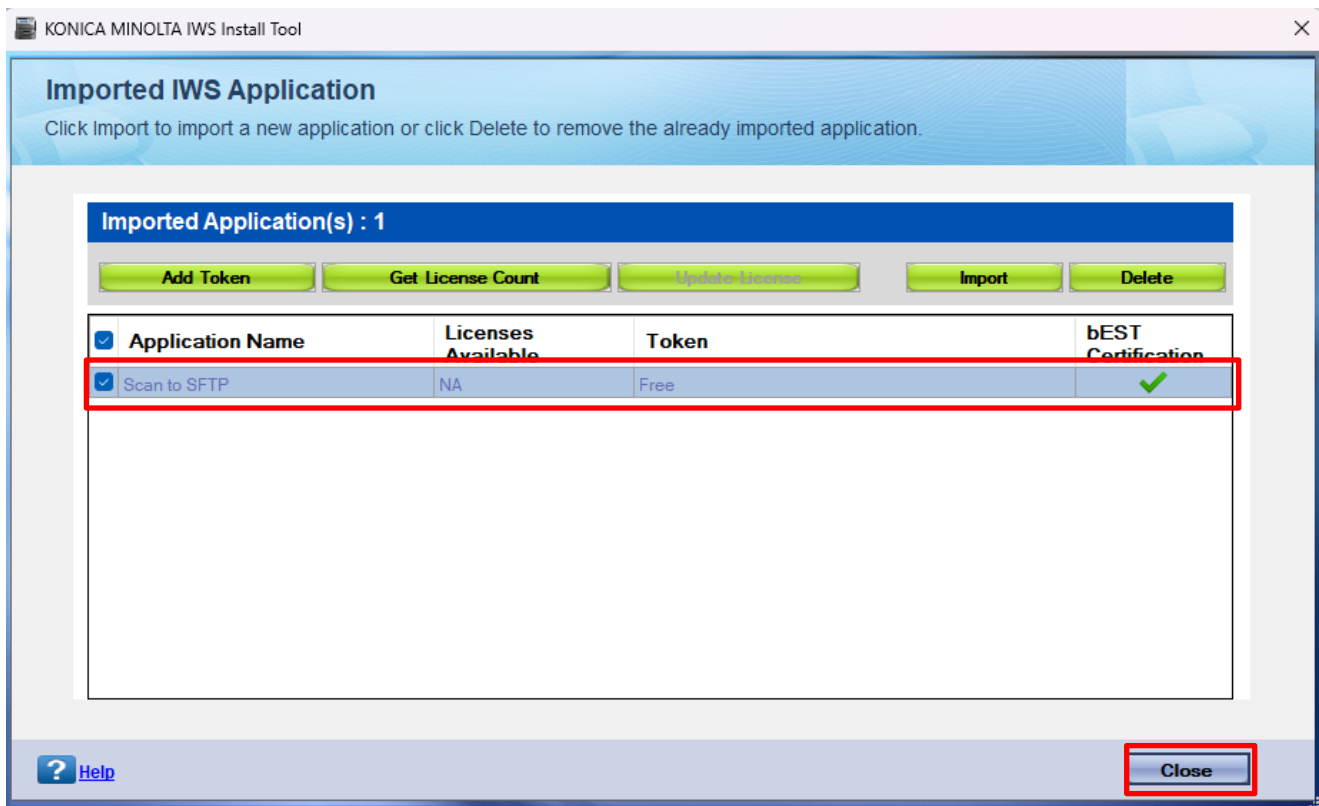 KONICA MINOLTA IWS Install Tool
Imported IWS Application
Click Import to import a new application or click Delete to remove the already imported application.
Imported Application(s) : 1
Add Token Get License Count Update License Import Delete
Application Name Licenses Available Token bEST Certification
Scan to SFTP NA Free
? Help Close